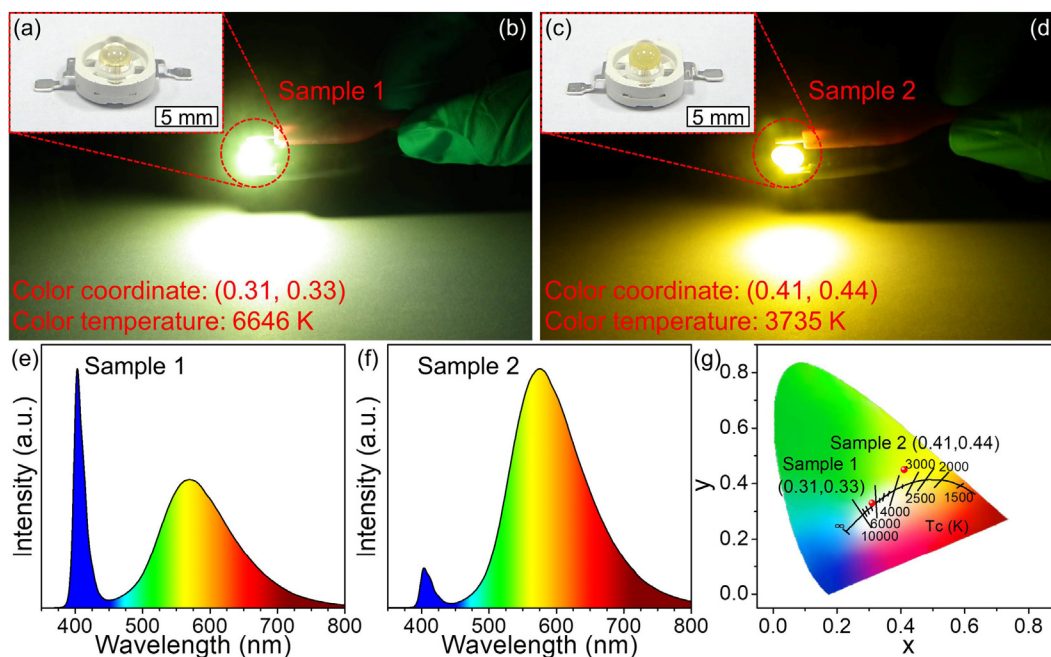 (a)
5 mm
(b)
Sample 1
Color coordinate: (0.31, 0.33)
Color temperature: 6646 K
(c)
5 mm
(d)
Sample 2
Color coordinate: (0.41, 0.44)
Color temperature: 3735 K
(e)
Sample 1
Intensity (a.u.)
400 500 600 700 800
Wavelength (nm)
(f)
Sample 2
Intensity (a.u.)
400 500 600 700 800
Wavelength (nm)
(g)
0.8
0.6
0.4
0.2
0.0
y
Sample 2 (0.41,0.44)
Sample 1
(0.31,0.33)
3000
2000
2500
1500
4000
6000
10000
∞
Tc (K)
0.0 0.2 0.4 0.6 0.8
x